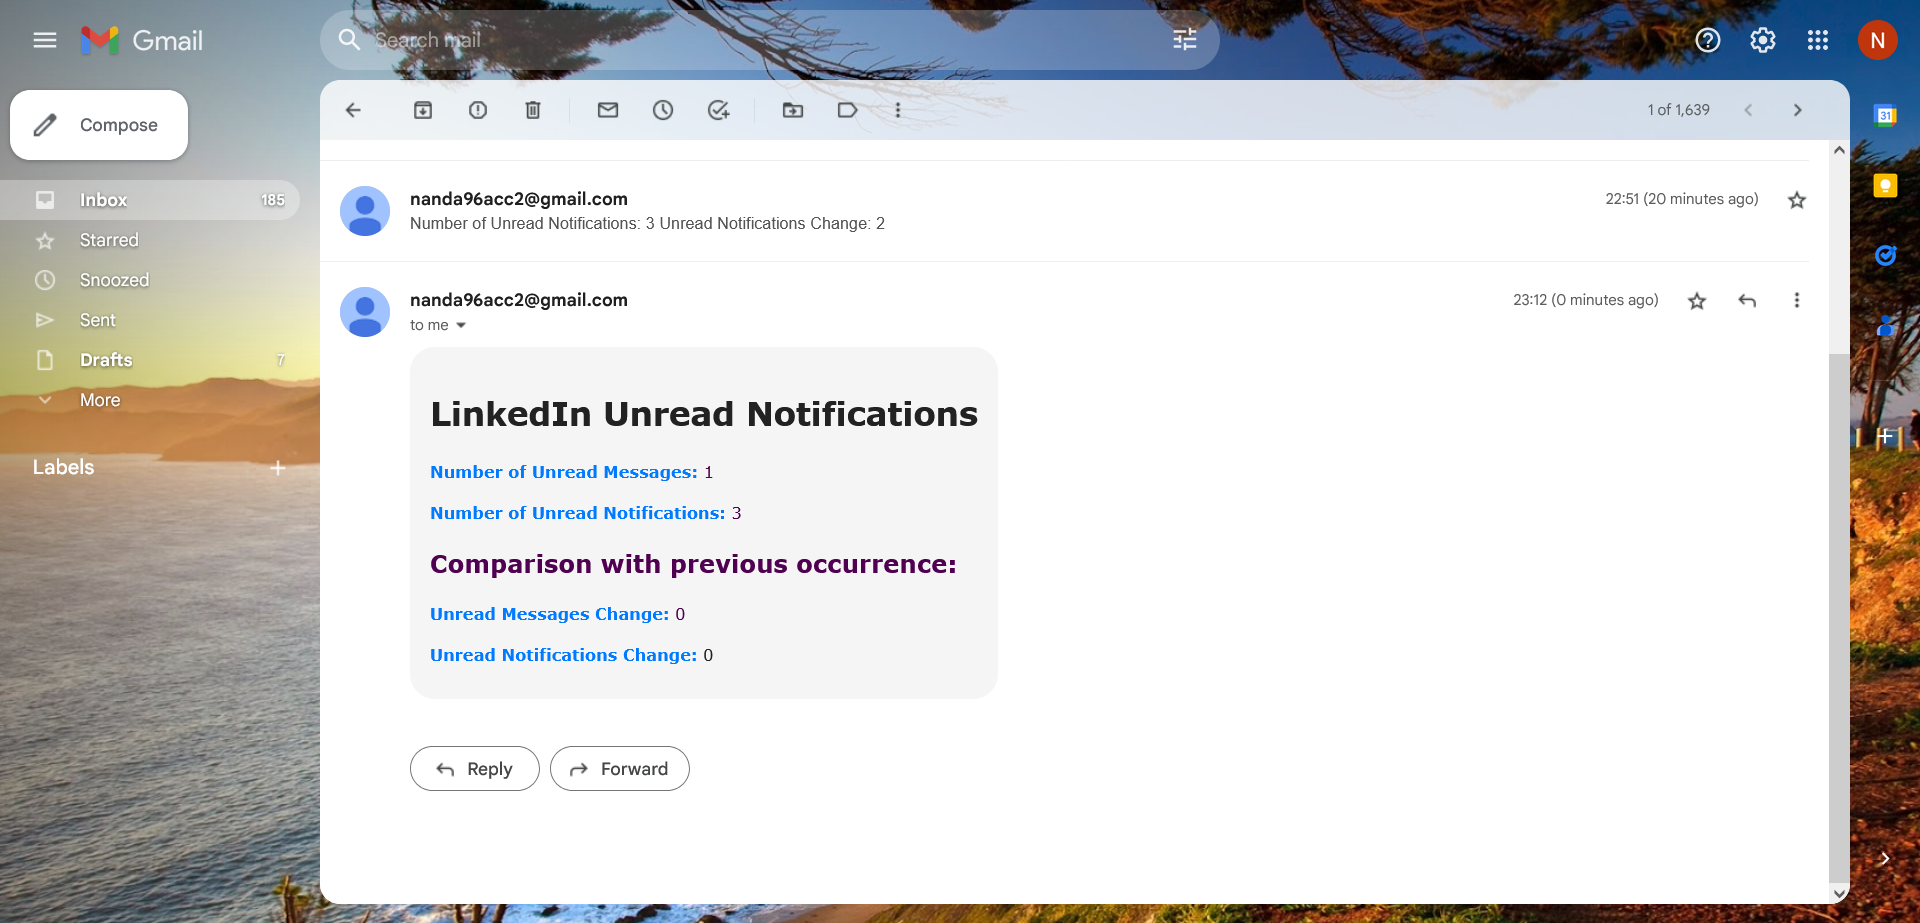 Gmail
Search mail
N
Compose
1 of 1,639
31
Inbox 185
Starred
Snoozed
Sent
Drafts 7
More
Labels
nanda96acc2@gmail.com
22:51 (20 minutes ago)
Number of Unread Notifications: 3 Unread Notifications Change: 2
nanda96acc2@gmail.com
23:12 (0 minutes ago)
to me
LinkedIn Unread Notifications
Number of Unread Messages: 1
Number of Unread Notifications: 3
Comparison with previous occurrence:
Unread Messages Change: 0
Unread Notifications Change: 0
Reply
Forward